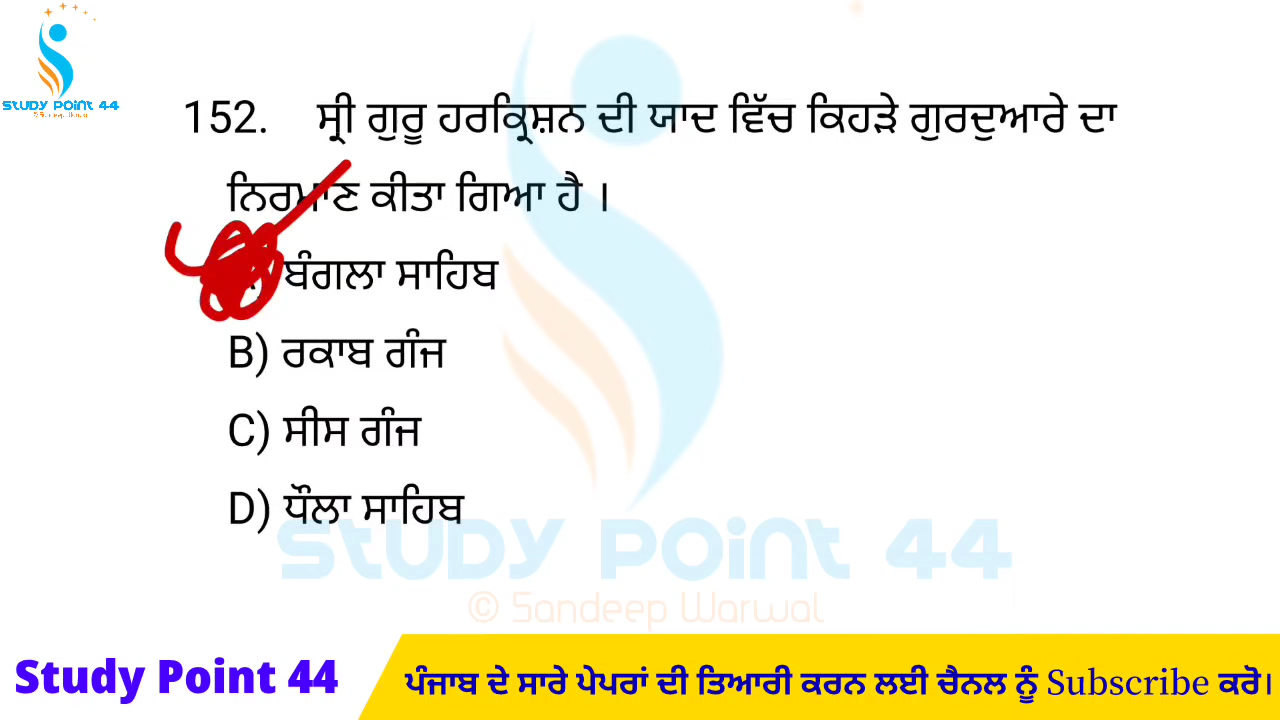 STUDY POINT 44
152. ਸ੍ਰੀ ਗੁਰੂ ਹਰਕ੍ਰਿਸ਼ਨ ਦੀ ਯਾਦ ਵਿੱਚ ਕਿਹੜੇ ਗੁਰਦੁਆਰੇ ਦਾ
ਨਿਰਮਾਣ ਕੀਤਾ ਗਿਆ ਹੈ ।
ਬੰਗਲਾ ਸਾਹਿਬ
B) ਰਕਾਬ ਗੰਜ
C) ਸੀਸ ਗੰਜ
D) ਧੌਲਾ ਸਾਹਿਬ
STUDY POINT 44
© Sandeep Warwal
Study Point 44
ਪੰਜਾਬ ਦੇ ਸਾਰੇ ਪੇਪਰਾਂ ਦੀ ਤਿਆਰੀ ਕਰਨ ਲਈ ਚੈਨਲ ਨੂੰ Subscribe ਕਰੋ।